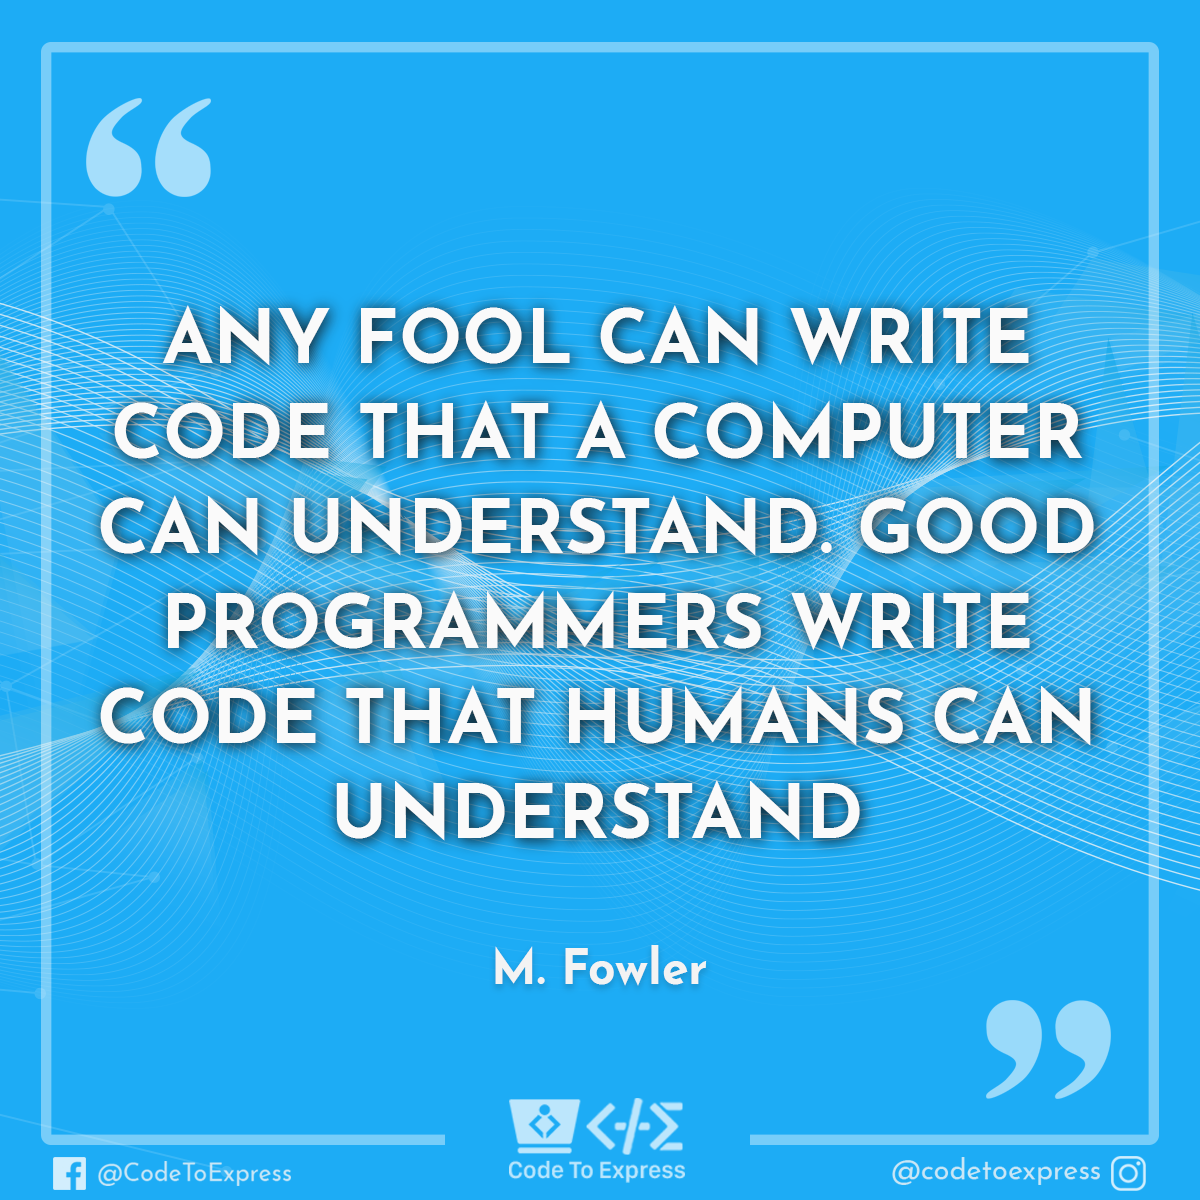 ANY FOOL CAN WRITE
CODE THAT A COMPUTER
CAN UNDERSTAND. GOOD
PROGRAMMERS WRITE
CODE THAT HUMANS CAN
UNDERSTAND
M. Fowler
Code To Express
@CodeToExpress
@codetoexpress